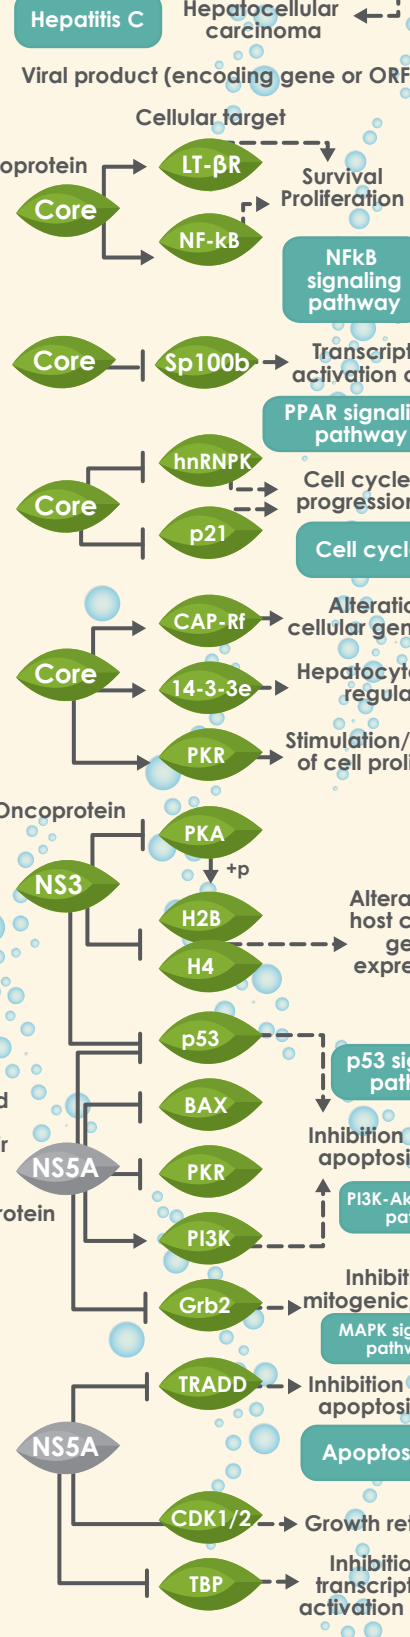 Hepatitis C
Hepatocellular
carcinoma
Viral product (encoding gene or ORF
Cellular target
oprotein
Core
LT-βR
NF-kB
Survival
Proliferation
NFkB
signaling
pathway
Core
Sp100b
Transcript
activation o
PPAR signali
pathway
Core
hnRNPK
p21
Cell cycle
progression
Cell cycl
Core
CAP-Rf
14-3-3e
PKR
Alteratio
cellular gen
Hepatocyt
regula
Stimulation/
of cell proli
Oncoprotein
NS3
PKA
+p
H2B
H4
Altera
host c
ge
expre
p53
p53 sig
path
d
r
rotein
NS5A
BAX
PKR
PI3K
Grb2
Inhibition
apoptosi
PI3K-Ak
pat
Inhibiti
mitogenic
MAPK sig
pathw
NS5A
TRADD
Inhibition
apoptosi
Apoptos
CDK1/2
Growth ret
TBP
Inhibitio
transcript
activation